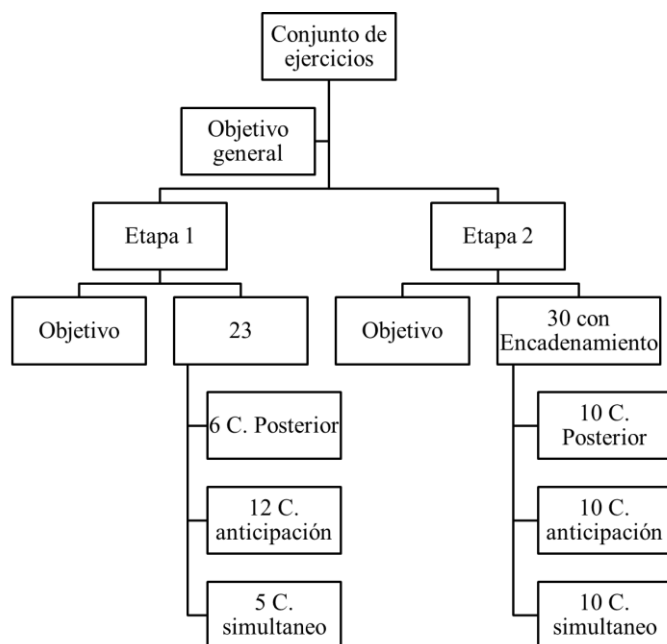 Conjunto de
ejercicios
Objetivo
general
Etapa 1
Etapa 2
Objetivo
23
Objetivo
30 con
Encadenamiento
6 C. Posterior
12 C.
anticipación
5 C.
simultaneo
10 C.
Posterior
10 C.
anticipación
10 C.
simultaneo